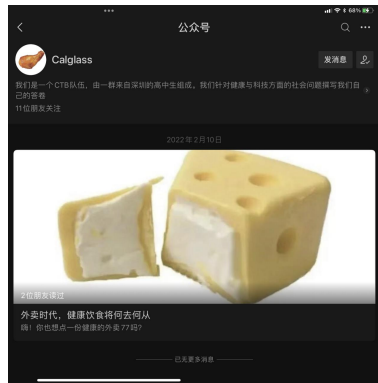 68%
公众号
Calglass
发消息
我们是一个CTB队伍，由一群来自深圳的高中生组成。我们针对健康与科技方面的社会问题撰写我们自
己的答卷
11位朋友关注
2022年2月10日
2位朋友读过
外卖时代，健康饮食将何去何从
嗨！你也想点一份健康的外卖77吗？
已无更多消息